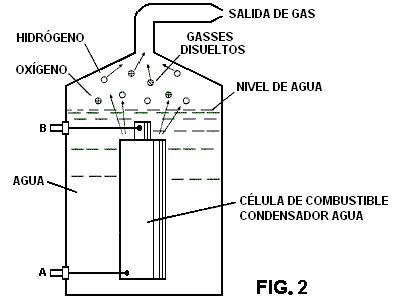 SALIDA DE GAS
HIDRÓGENO
GASSES
DISUELTOS
OXÍGENO
NIVEL DE AGUA
B
AGUA
CÉLULA DE COMBUSTIBLE
CONDENSADOR AGUA
A
FIG. 2